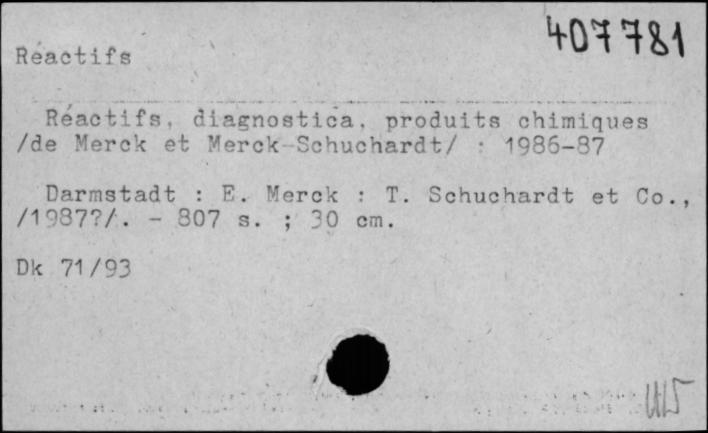 407781
Réactifs
Réactifs, diagnostica, produits chimiques
/de Merck et Merck-Schuchardt/ : 1986-87
Darmstadt : E. Merck : T. Schuchardt et Co.,
/1987?/. - 807 s. ; 30 cm.
Dk 71/93